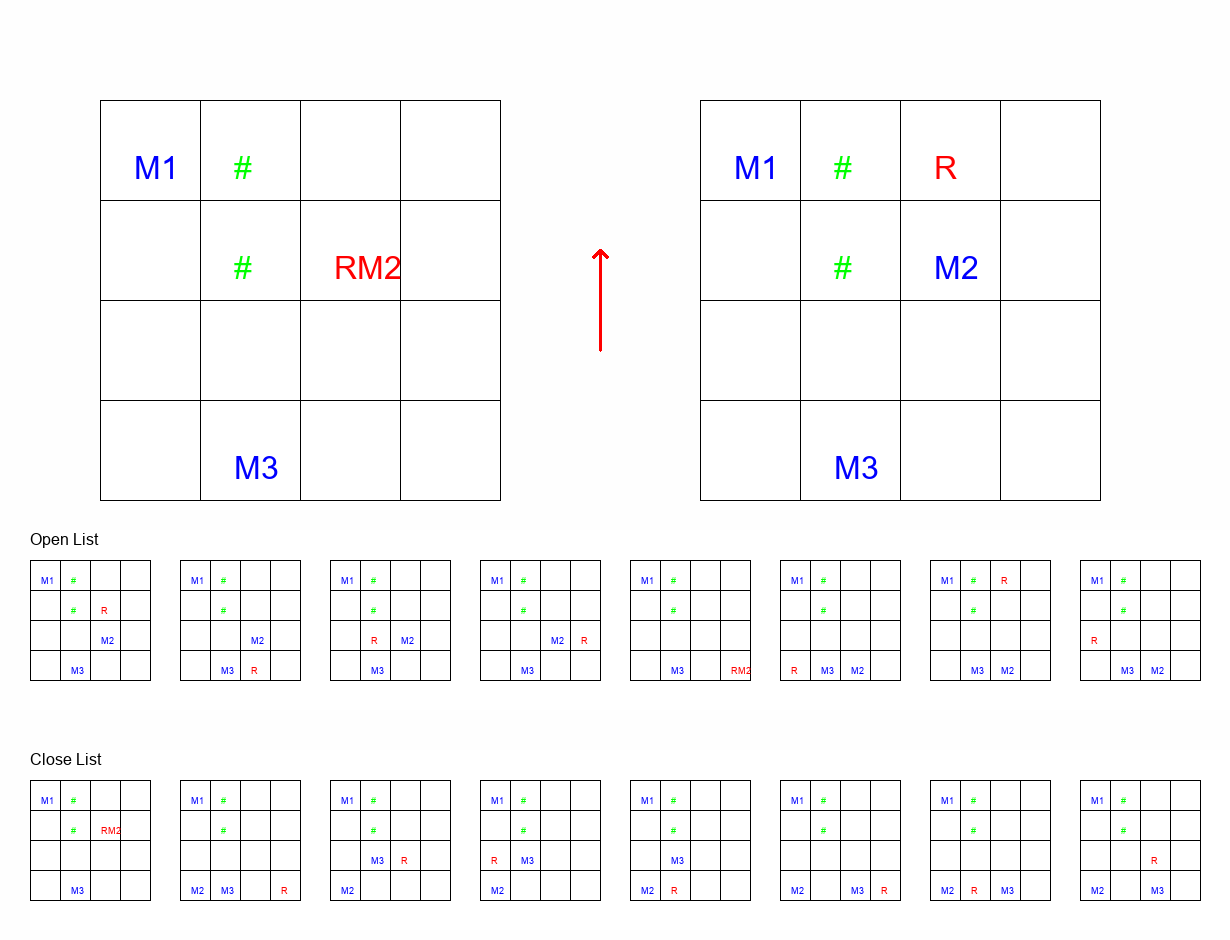 M1 # M1 # R
# RM2 # M2
M3 M3
Open List
M1 # M1 # M1 # M1 # M1 # M1 # M1 # R M1 #
# R # # # # # # #
M2 M2 R M2 M2 R R
M3 M3 R M3 M3 M3 RM2 R M3 M2 M3 M2 M3 M2
Close List
M1 # M1 # M1 # M1 # M1 # M1 # M1 # M1 #
# RM2 # # # # # # #
M3 R R M3 M3 R
M3 M2 M3 R M2 M2 M2 R M2 M3 R M2 R M3 M2 M3